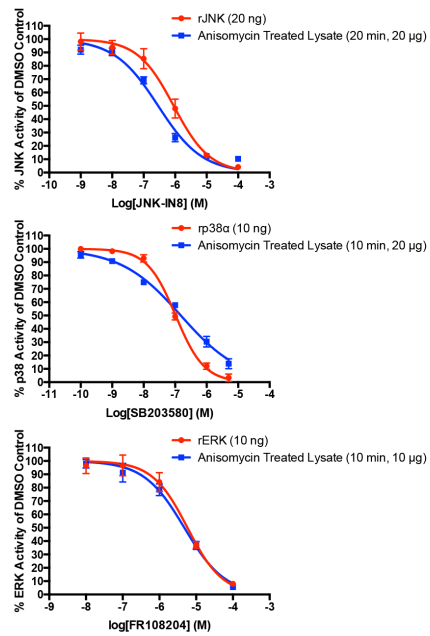 rJNK (20 ng)
Anisomycin Treated Lysate (20 min, 20 µg)
% JNK Activity of DMSO Control
110
100
90
80
70
60
50
40
30
20
10
0
-10 -9 -8 -7 -6 -5 -4 -3
Log[JNK-IN8] (M)
rp38α (10 ng)
Anisomycin Treated Lysate (10 min, 20 µg)
% p38 Activity of DMSO Control
110
100
90
80
70
60
50
40
30
20
10
0
-11 -10 -9 -8 -7 -6 -5 -4
Log[SB203580] (M)
rERK (10 ng)
Anisomycin Treated Lysate (10 min, 10 µg)
% ERK Activity of DMSO Control
110
100
90
80
70
60
50
40
30
20
10
0
-9 -8 -7 -6 -5 -4 -3
log[FR108204] (M)